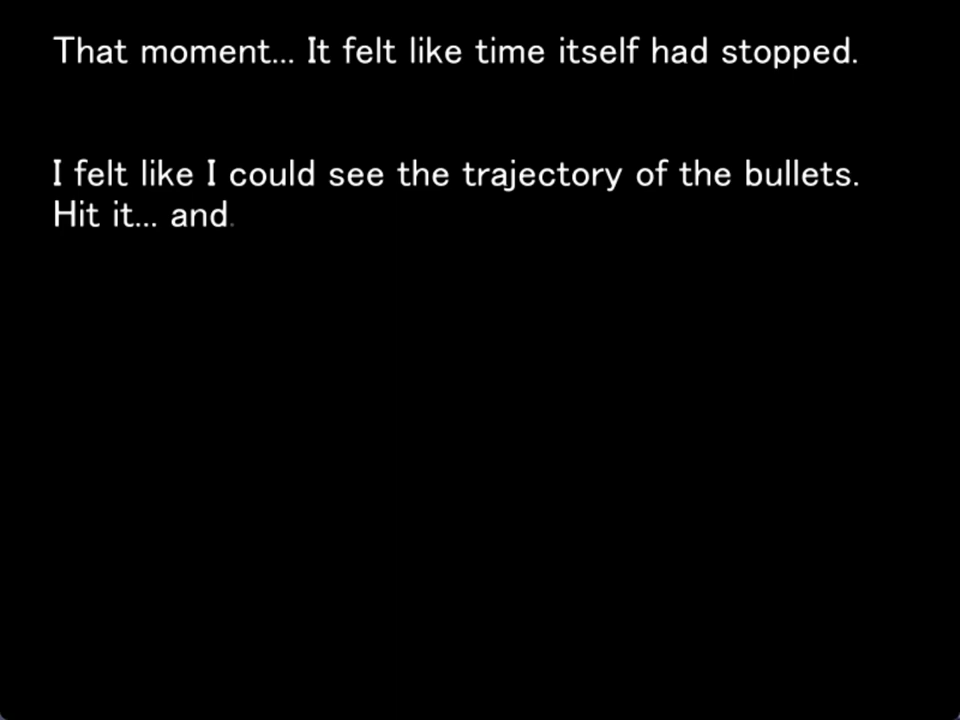 That moment... It felt like time itself had stopped.
I felt like I could see the trajectory of the bullets.
Hit it... and.